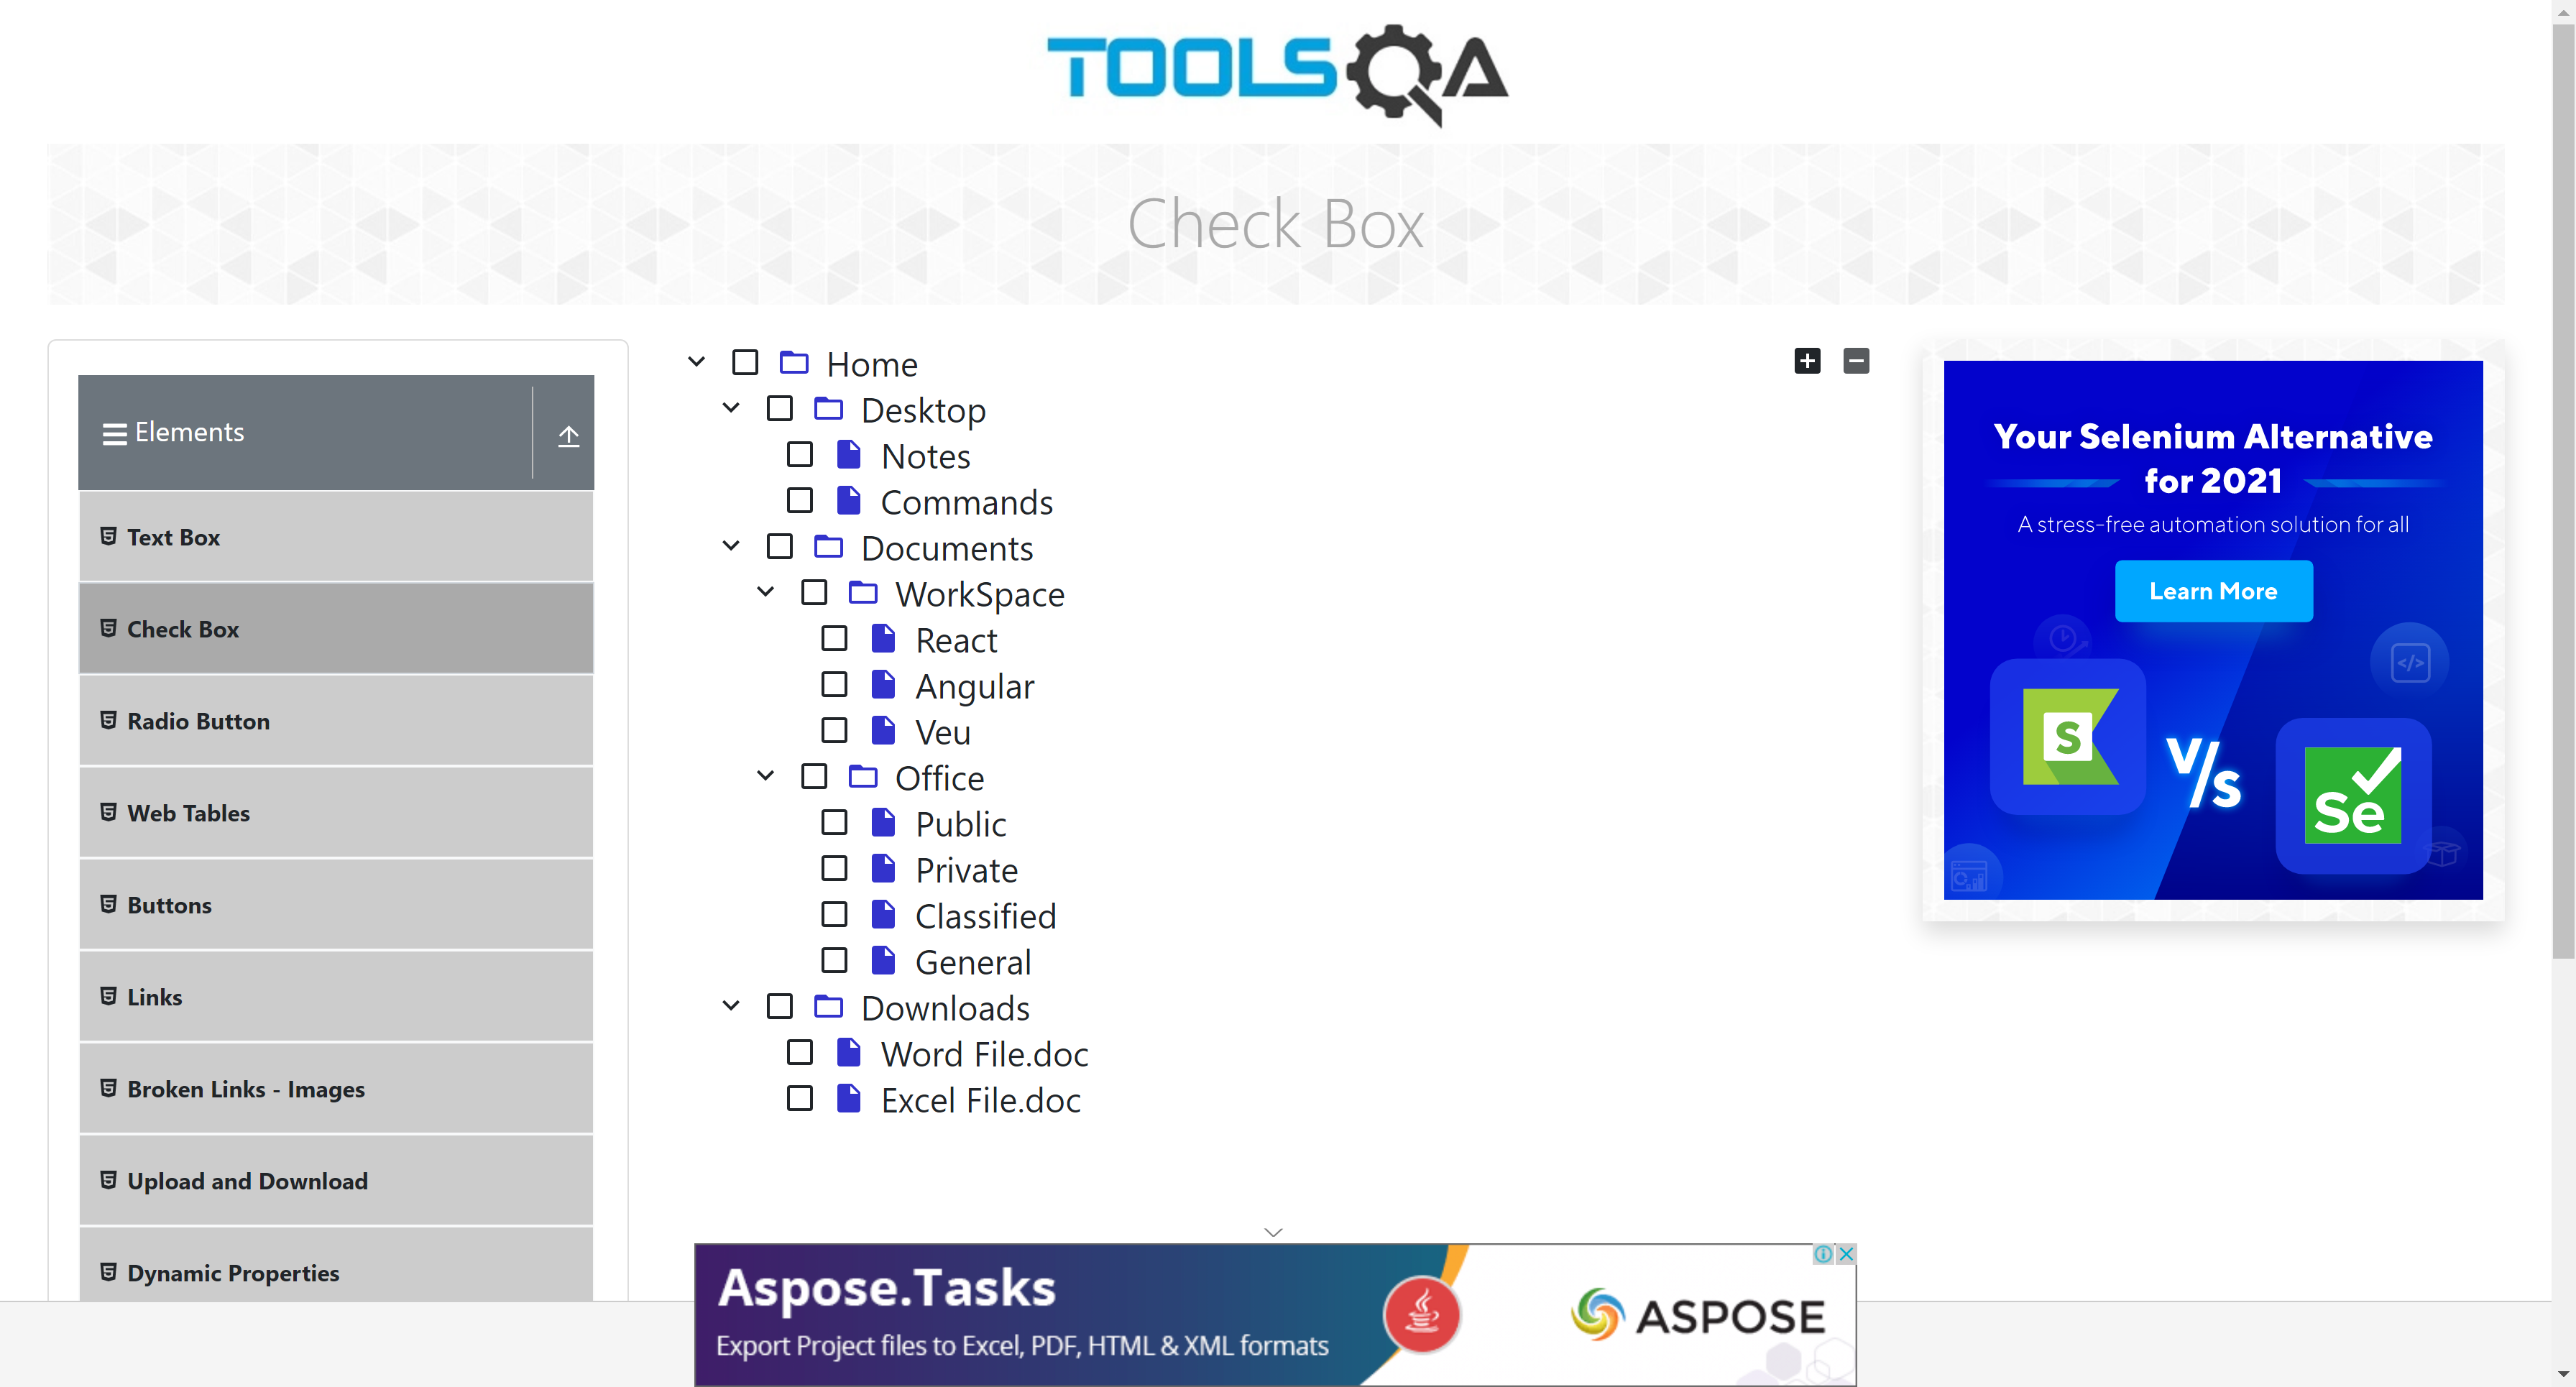 TOOLSQA
Check Box
Elements
Text Box
Check Box
Radio Button
Web Tables
Buttons
Links
Broken Links - Images
Upload and Download
Dynamic Properties
Home
Desktop
Notes
Commands
Documents
WorkSpace
React
Angular
Veu
Office
Public
Private
Classified
General
Downloads
Word File.doc
Excel File.doc
Your Selenium Alternative
for 2021
A stress-free automation solution for all
Learn More
</>
S
V/s
Se
Aspose.Tasks
Export Project files to Excel, PDF, HTML & XML formats
ASPOSE